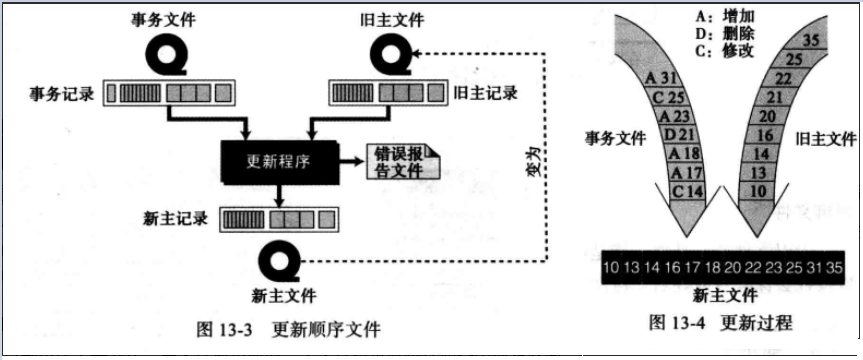 事务文件
旧主文件
事务记录
旧主记录
更新程序
错误报
告文件
变为
新主记录
新主文件
图 13-3 更新顺序文件
A：增加
D：删除
C：修改
事务文件
A 31
C 25
A 23
D 21
A 18
A 17
C 14
35
25
22
21
20
16
14
13
10
旧主文件
10 13 14 16 17 18 20 22 23 25 31 35
新主文件
图 13-4 更新过程